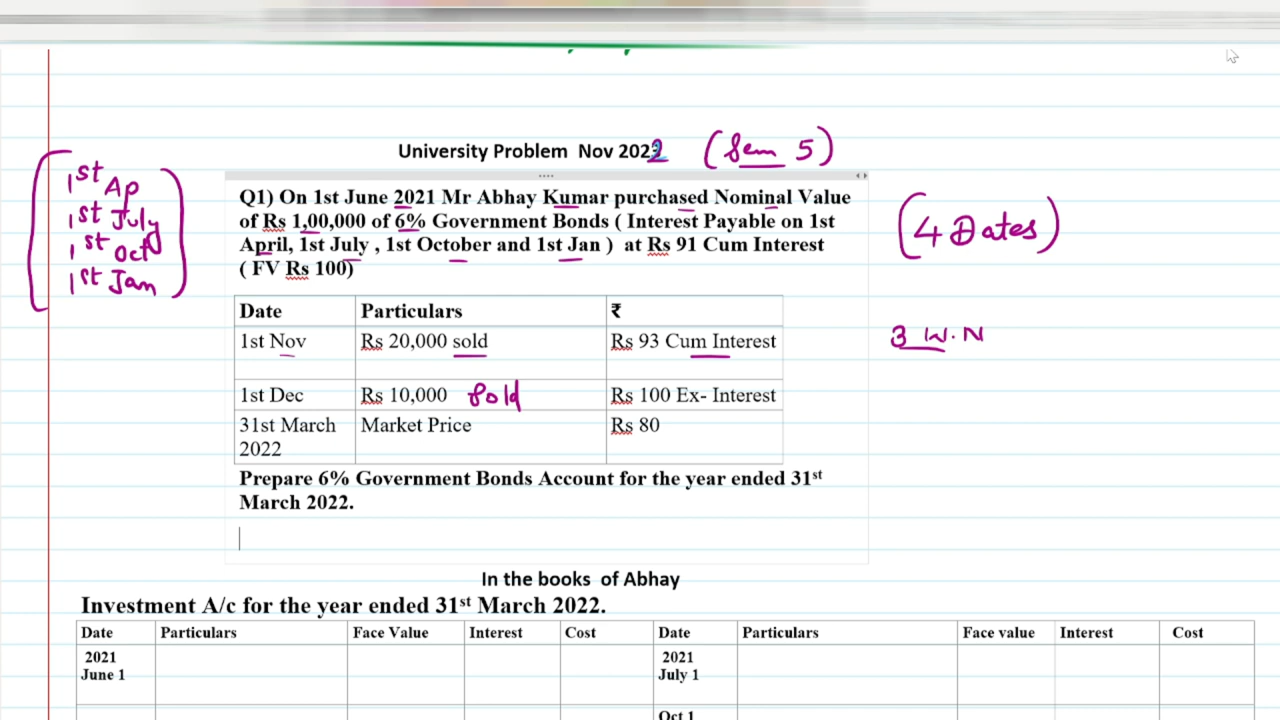 University Problem Nov 2022 (Sem 5)
1st Ap
1st July
1st Oct
1st Jan
Q1) On 1st June 2021 Mr Abhay Kumar purchased Nominal Value
of Rs 1,00,000 of 6% Government Bonds ( Interest Payable on 1st
April, 1st July , 1st October and 1st Jan ) at Rs 91 Cum Interest
( FV Rs 100)
(4 Dates)
Date Particulars ₹
1st Nov Rs 20,000 sold Rs 93 Cum Interest
3 W.N
1st Dec Rs 10,000 Sold Rs 100 Ex- Interest
31st March Market Price Rs 80
2022
Prepare 6% Government Bonds Account for the year ended 31st
March 2022.
In the books of Abhay
Investment A/c for the year ended 31st March 2022.
Date Particulars Face Value Interest Cost Date Particulars Face value Interest Cost
2021 2021
June 1 July 1
Oct 1